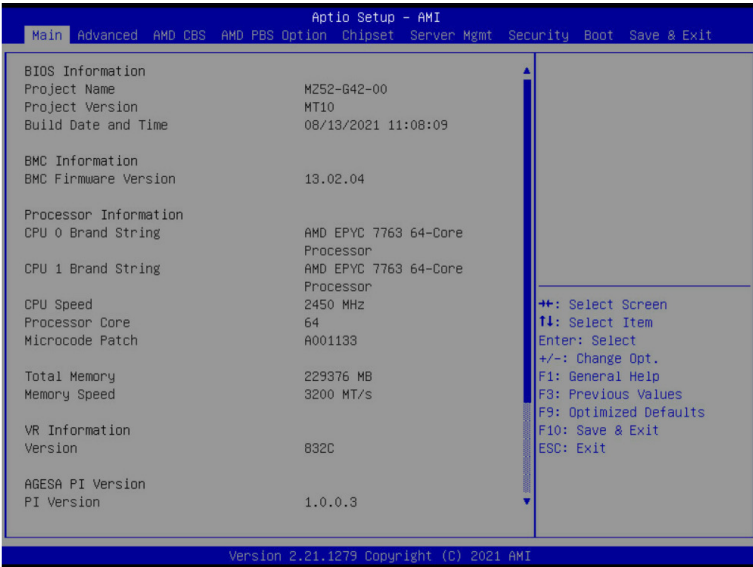 Aptio Setup - AMI
Main Advanced AMD CBS AMD PBS Option Chipset Server Mgmt Security Boot Save & Exit
BIOS Information
Project Name MZ52-G42-00
Project Version MT10
Build Date and Time 08/13/2021 11:08:09
BMC Information
BMC Firmware Version 13.02.04
Processor Information
CPU 0 Brand String AMD EPYC 7763 64-Core
Processor
CPU 1 Brand String AMD EPYC 7763 64-Core
Processor
CPU Speed 2450 MHz
Processor Core 64
Microcode Patch A001133
Total Memory 229376 MB
Memory Speed 3200 MT/s
VR Information
Version 832C
AGESA PI Version
PI Version 1.0.0.3
→←: Select Screen
↑↓: Select Item
Enter: Select
+/-: Change Opt.
F1: General Help
F3: Previous Values
F9: Optimized Defaults
F10: Save & Exit
ESC: Exit
Version 2.21.1279 Copyright (C) 2021 AMI